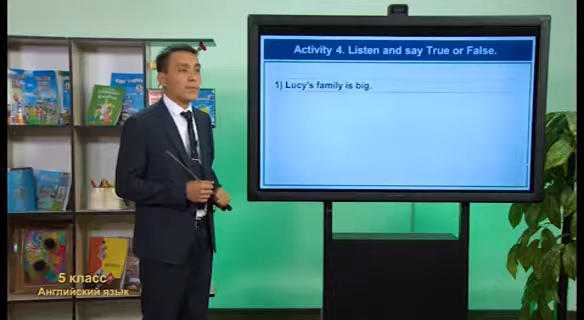 Activity 4. Listen and say True or False.
1) Lucy's family is big.
5 класс
Английский язык